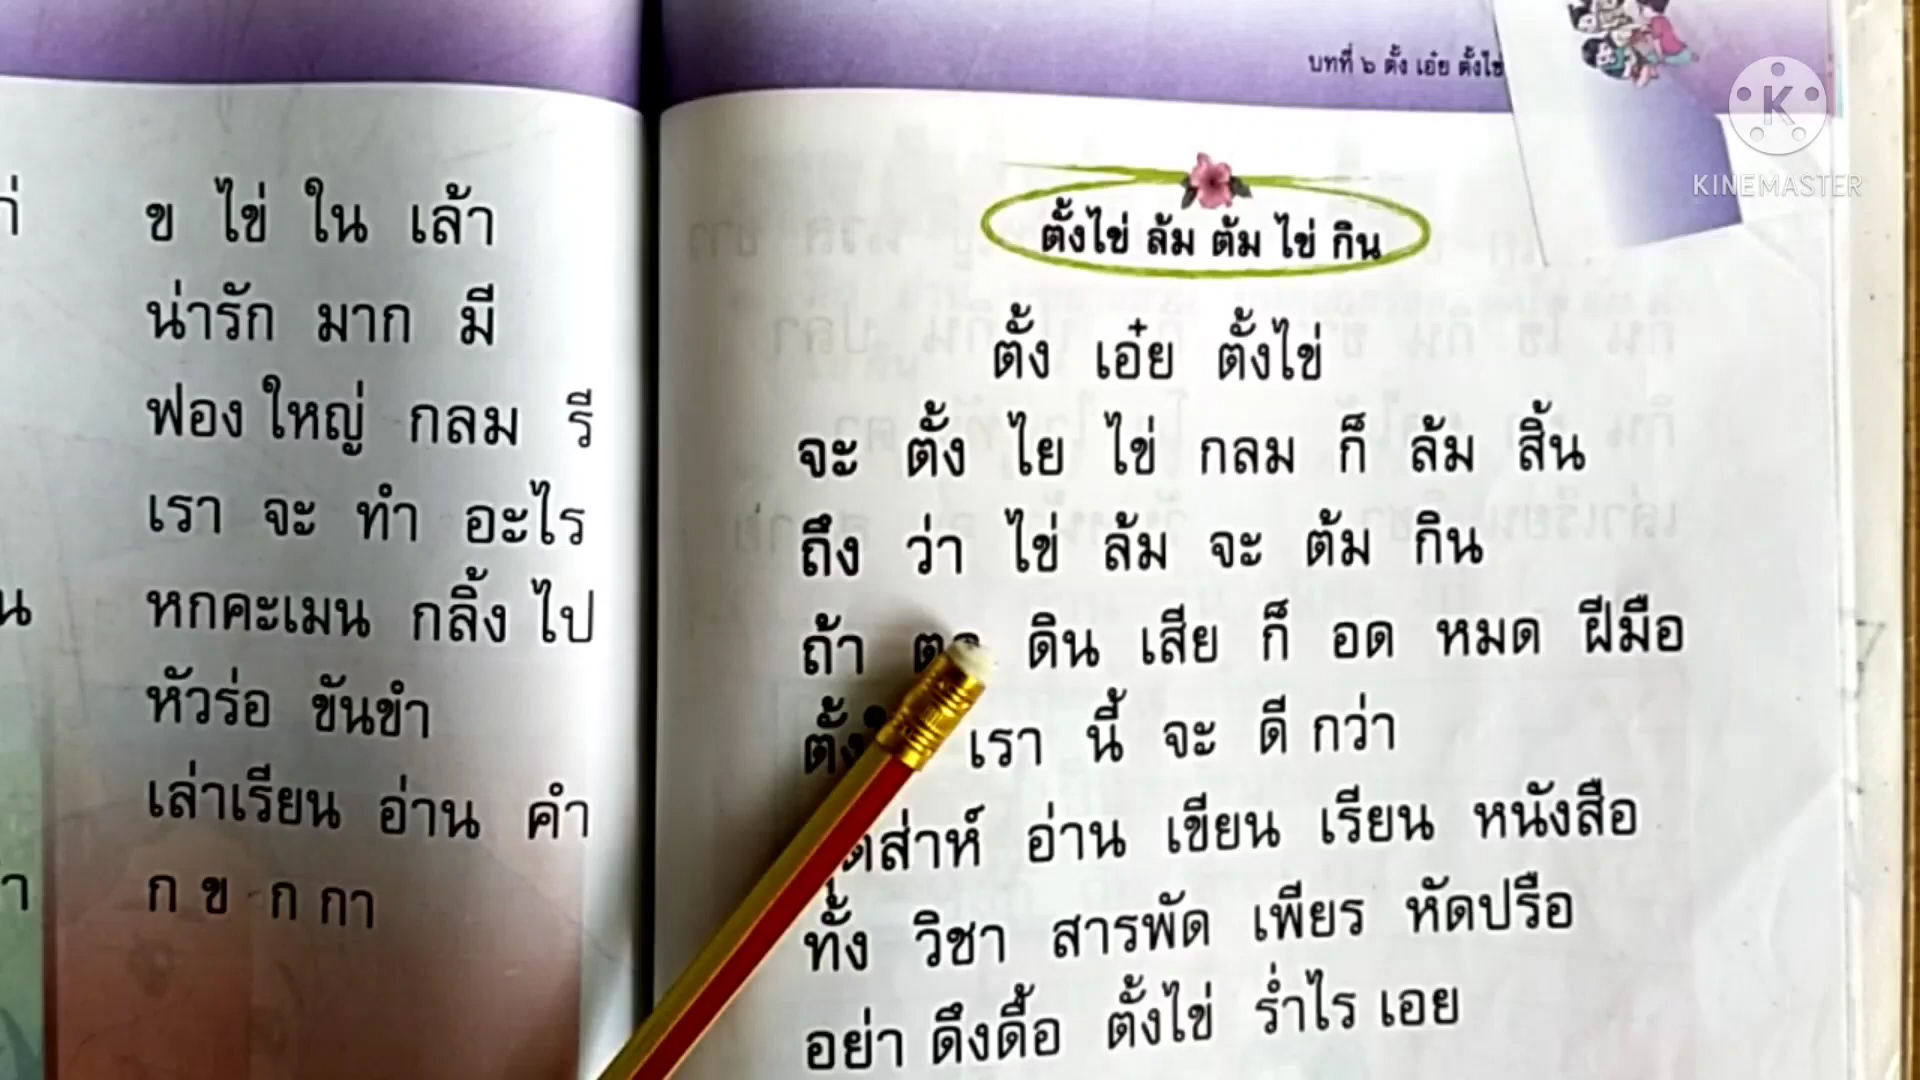 ข ไข่ ใน เล้า
น่ารัก มาก มี
ฟอง ใหญ่ กลม รี
เรา จะ ทำ อะไร
หกคะเมน กลิ้ง ไป
หัวร่อ ขันขำ
เล่าเรียน อ่าน คำ
ก ข ก กา
บทที่ ๖ ตั้ง เอ๋ย ตั้งไข่
KINEMASTER
ตั้งไข่ ล้ม ต้ม ไข่ กิน
ตั้ง เอ๋ย ตั้งไข่
จะ ตั้ง ไย ไข่ กลม ก็ ล้ม สิ้น
ถึง ว่า ไข่ ล้ม จะ ต้ม กิน
ถ้า ดิน เสีย ก็ อด หมด ฝีมือ
เรา นี้ จะ ดี กว่า
อ่าน เขียน เรียน หนังสือ
ทั้ง วิชา สารพัด เพียร หัดปรือ
อย่า ดึงดื้อ ตั้งไข่ ร่ำไร เอย